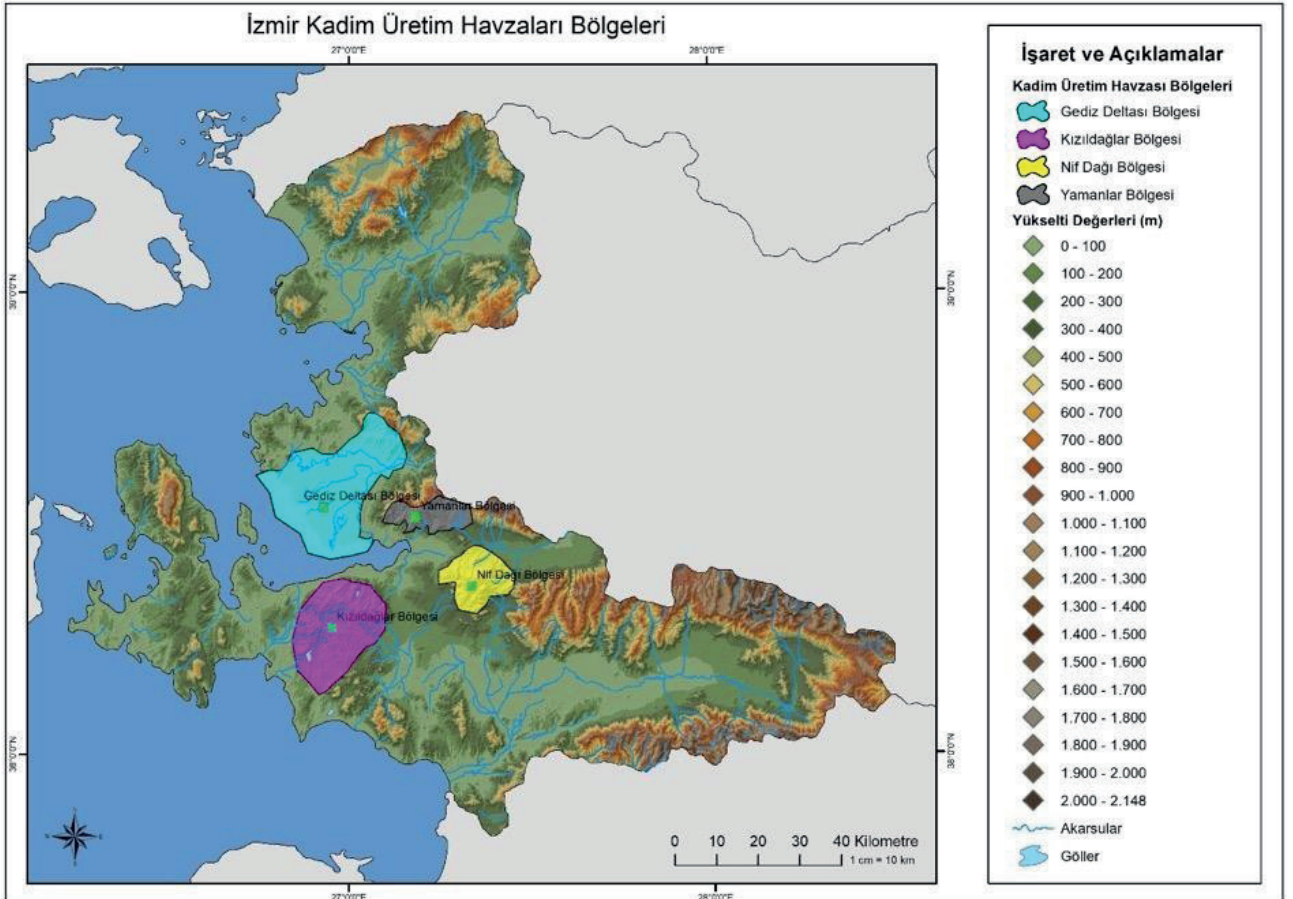 İzmir Kadim Üretim Havzaları Bölgeleri
27°0'0"E
28°0'0"E
39°0'0"N
39°0'0"N
Gediz Deltası Bölgesi
Yamanlar Bölgesi
Nif Dağı Bölgesi
Kızıldağlar Bölgesi
38°0'0"N
38°0'0"N
0 10 20 30 40 Kilometre
1 cm = 10 km
27°0'0"E
28°0'0"E
İşaret ve Açıklamalar
Kadim Üretim Havzası Bölgeleri
Gediz Deltası Bölgesi
Kızıldağlar Bölgesi
Nif Dağı Bölgesi
Yamanlar Bölgesi
Yükselti Değerleri (m)
0 - 100
100 - 200
200 - 300
300 - 400
400 - 500
500 - 600
600 - 700
700 - 800
800 - 900
900 - 1.000
1.000 - 1.100
1.100 - 1.200
1.200 - 1.300
1.300 - 1.400
1.400 - 1.500
1.500 - 1.600
1.600 - 1.700
1.700 - 1.800
1.800 - 1.900
1.900 - 2.000
2.000 - 2.148
Akarsular
Göller